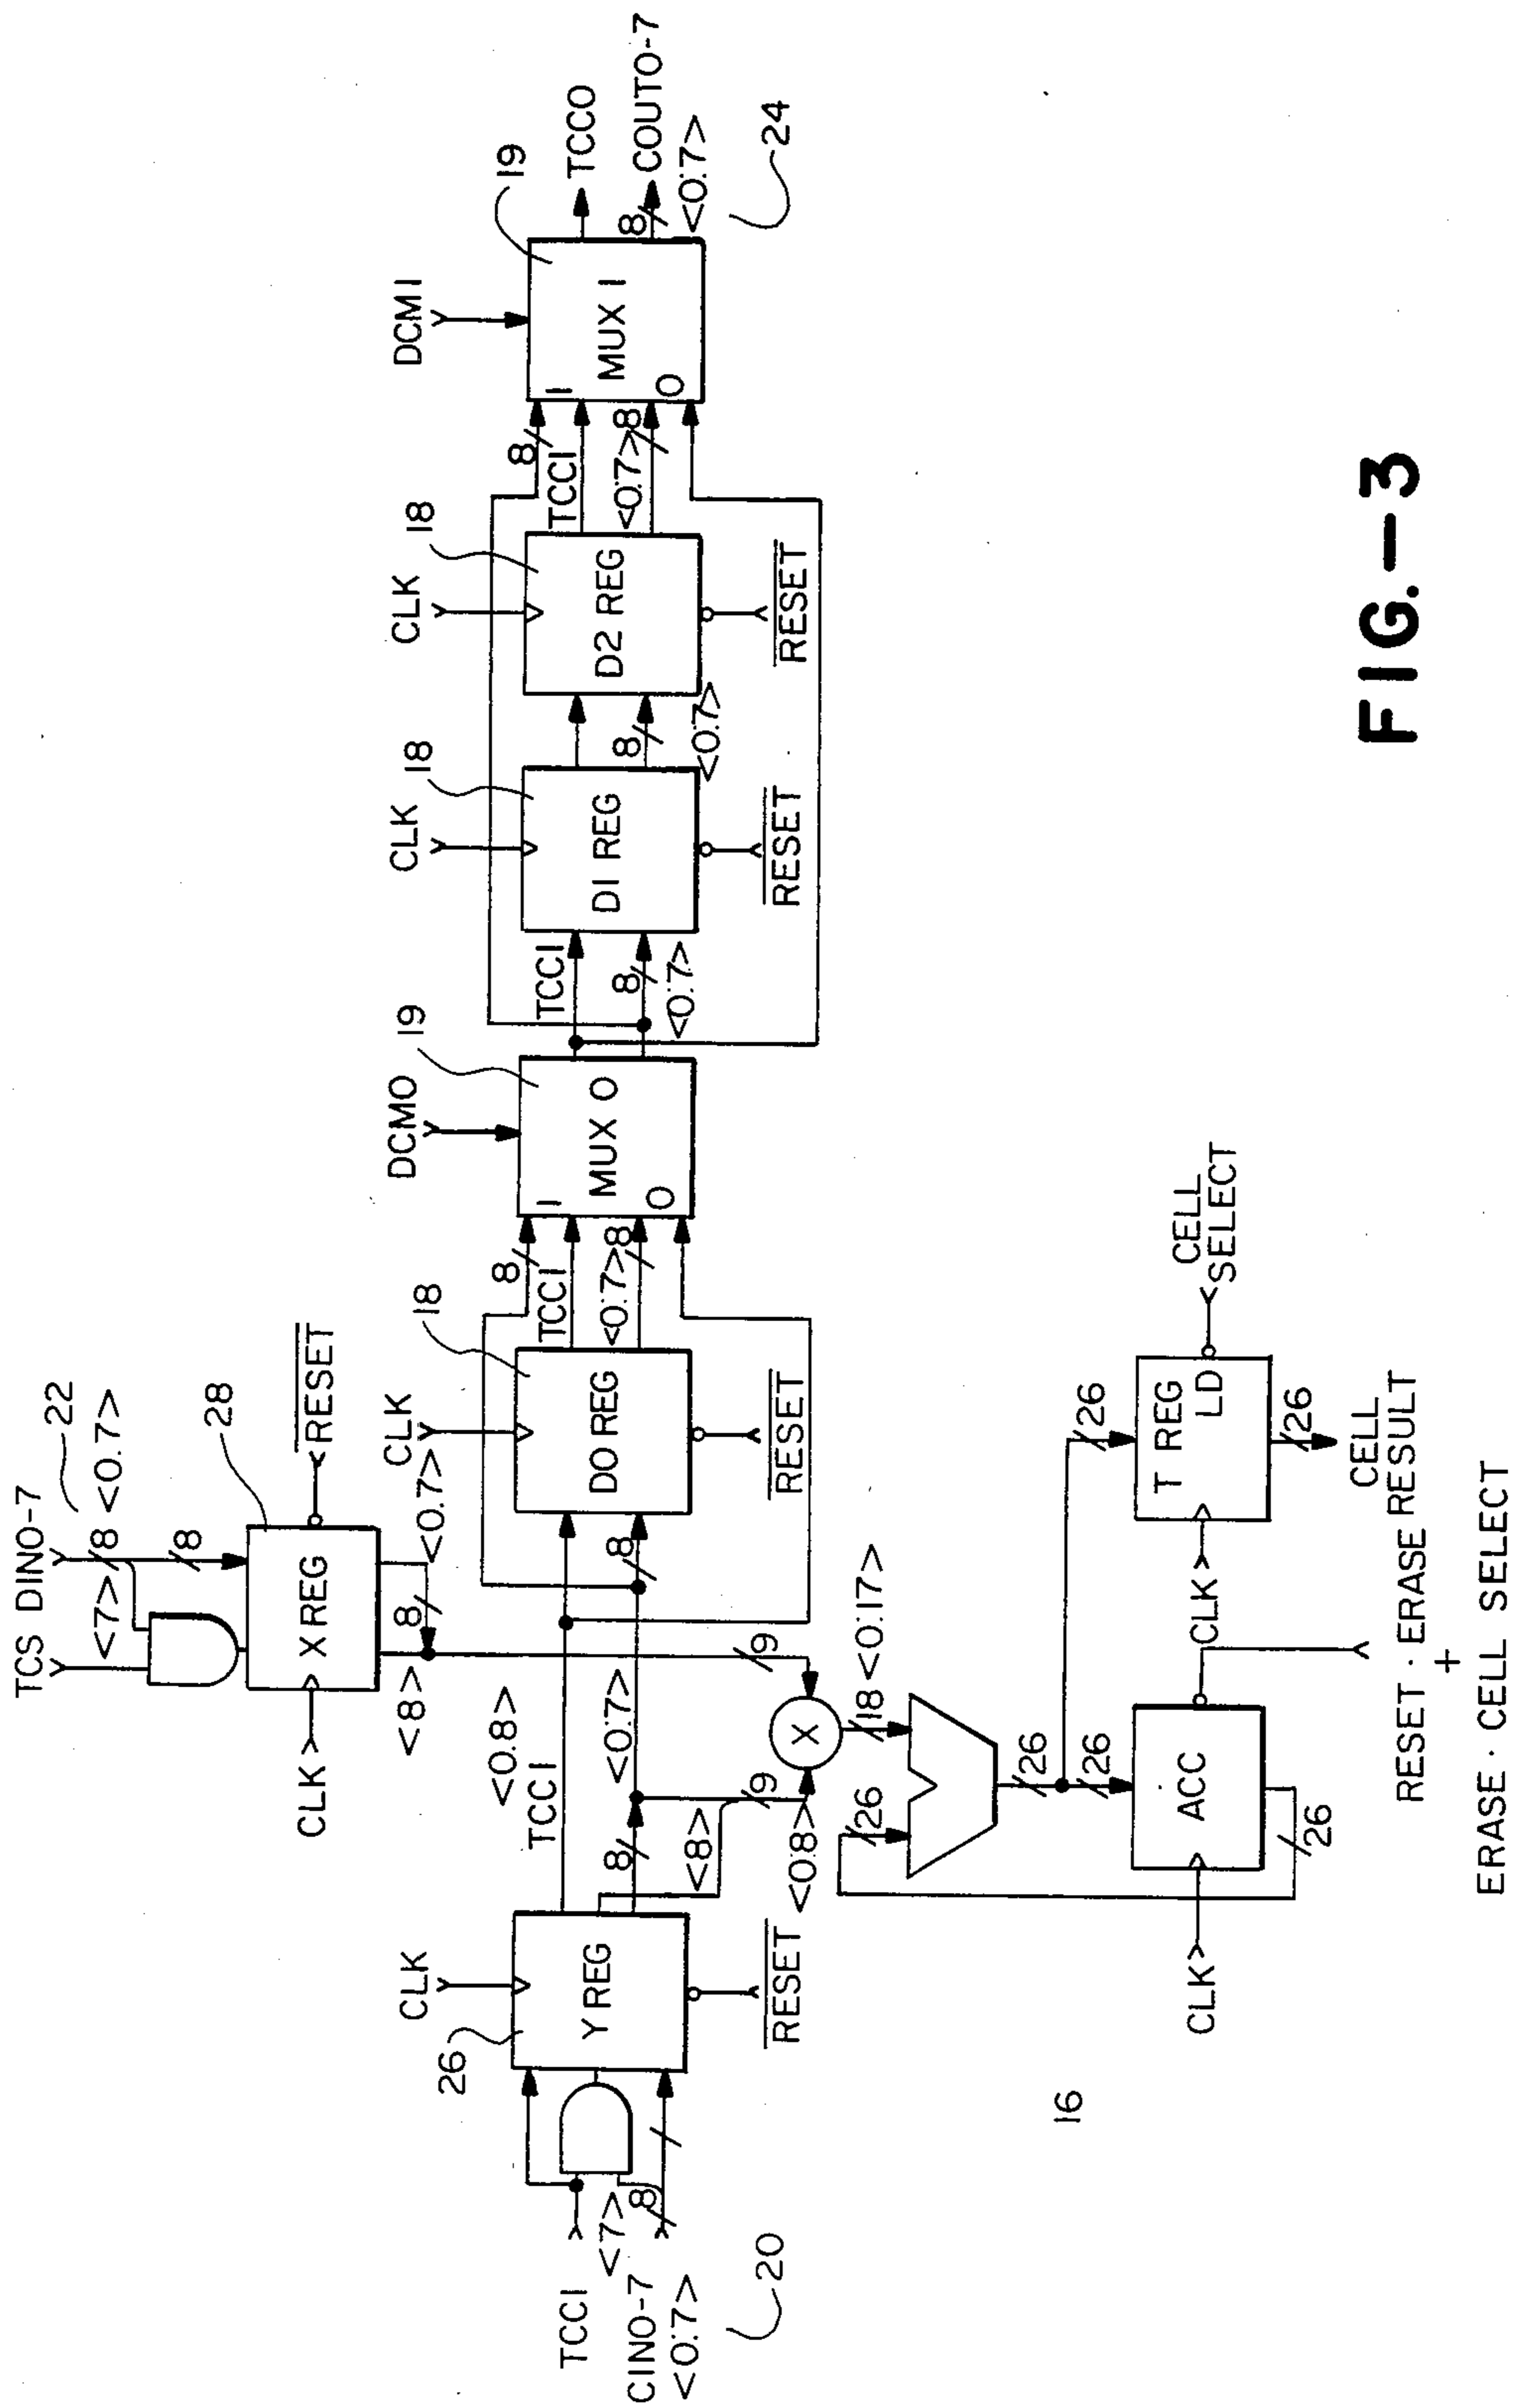 TCS DIN0-7
22
<7>
<0:7>
8
8
28
X REG
RESET
CLK
<8>
8
<0:7>
TCCI
<7>
CIN0-7
<0:7>
8
20
26
CLK
Y REG
RESET
<0:8>
TCCI
8
<0:7>
<8>
9
<0:8>
9
X
18 <0:17>
26
26
26
ACC
26
CLK
CLK
26
T REG
LD
CELL
SELECT
26
CELL
RESULT
RESET · ERASE
+
ERASE · CELL SELECT
16
CLK
18
8
D0 REG
RESET
8
TCCI
<0:7>
8
DCM0
19
1
MUX 0
0
TCCI
8
<0:7>
CLK
18
D1 REG
RESET
8
<0:7>
CLK
18
D2 REG
RESET
8
TCCI
<0:7>
8
DCM1
19
1
MUX 1
0
TCCO
8
COUT0-7
<0:7>
24
FIG.-3